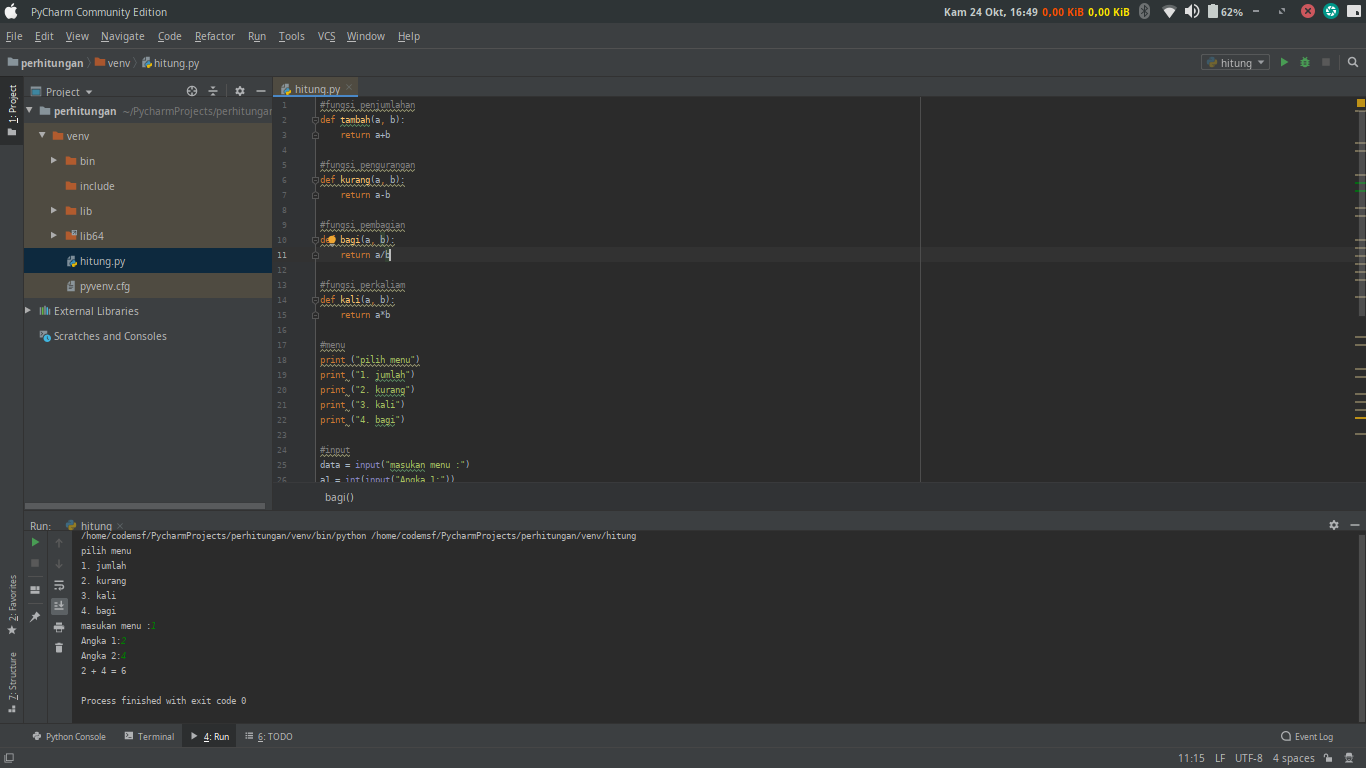 PyCharm Community Edition
Kam 24 Okt, 16:49 0,00 KiB 0,00 KiB 62%
File Edit View Navigate Code Refactor Run Tools VCS Window Help
perhitungan venv hitung.py
hitung
1: Project
Project
hitung.py
perhitungan ~/PycharmProjects/perhitungan
venv
bin
include
lib
lib64
hitung.py
pyvenv.cfg
External Libraries
Scratches and Consoles
1 #fungsi penjumlahan
2 def tambah(a, b):
3 return a+b
4
5 #fungsi pengurangan
6 def kurang(a, b):
7 return a-b
8
9 #fungsi pembagian
10 def bagi(a, b):
11 return a/b
12
13 #fungsi perkaliam
14 def kali(a, b):
15 return a*b
16
17 #menu
18 print ("pilih menu")
19 print ("1. jumlah")
20 print ("2. kurang")
21 print ("3. kali")
22 print ("4. bagi")
23
24 #input
25 data = input("masukan menu :")
26 a1 = int(input("Angka 1:"))
bagi()
Run: hitung
/home/codemsf/PycharmProjects/perhitungan/venv/bin/python /home/codemsf/PycharmProjects/perhitungan/venv/hitung
pilih menu
1. jumlah
2. kurang
3. kali
4. bagi
masukan menu :1
Angka 1:2
Angka 2:4
2 + 4 = 6
Process finished with exit code 0
2: Favorites
7: Structure
Python Console Terminal 4: Run 6: TODO Event Log
11:15 LF UTF-8 4 spaces